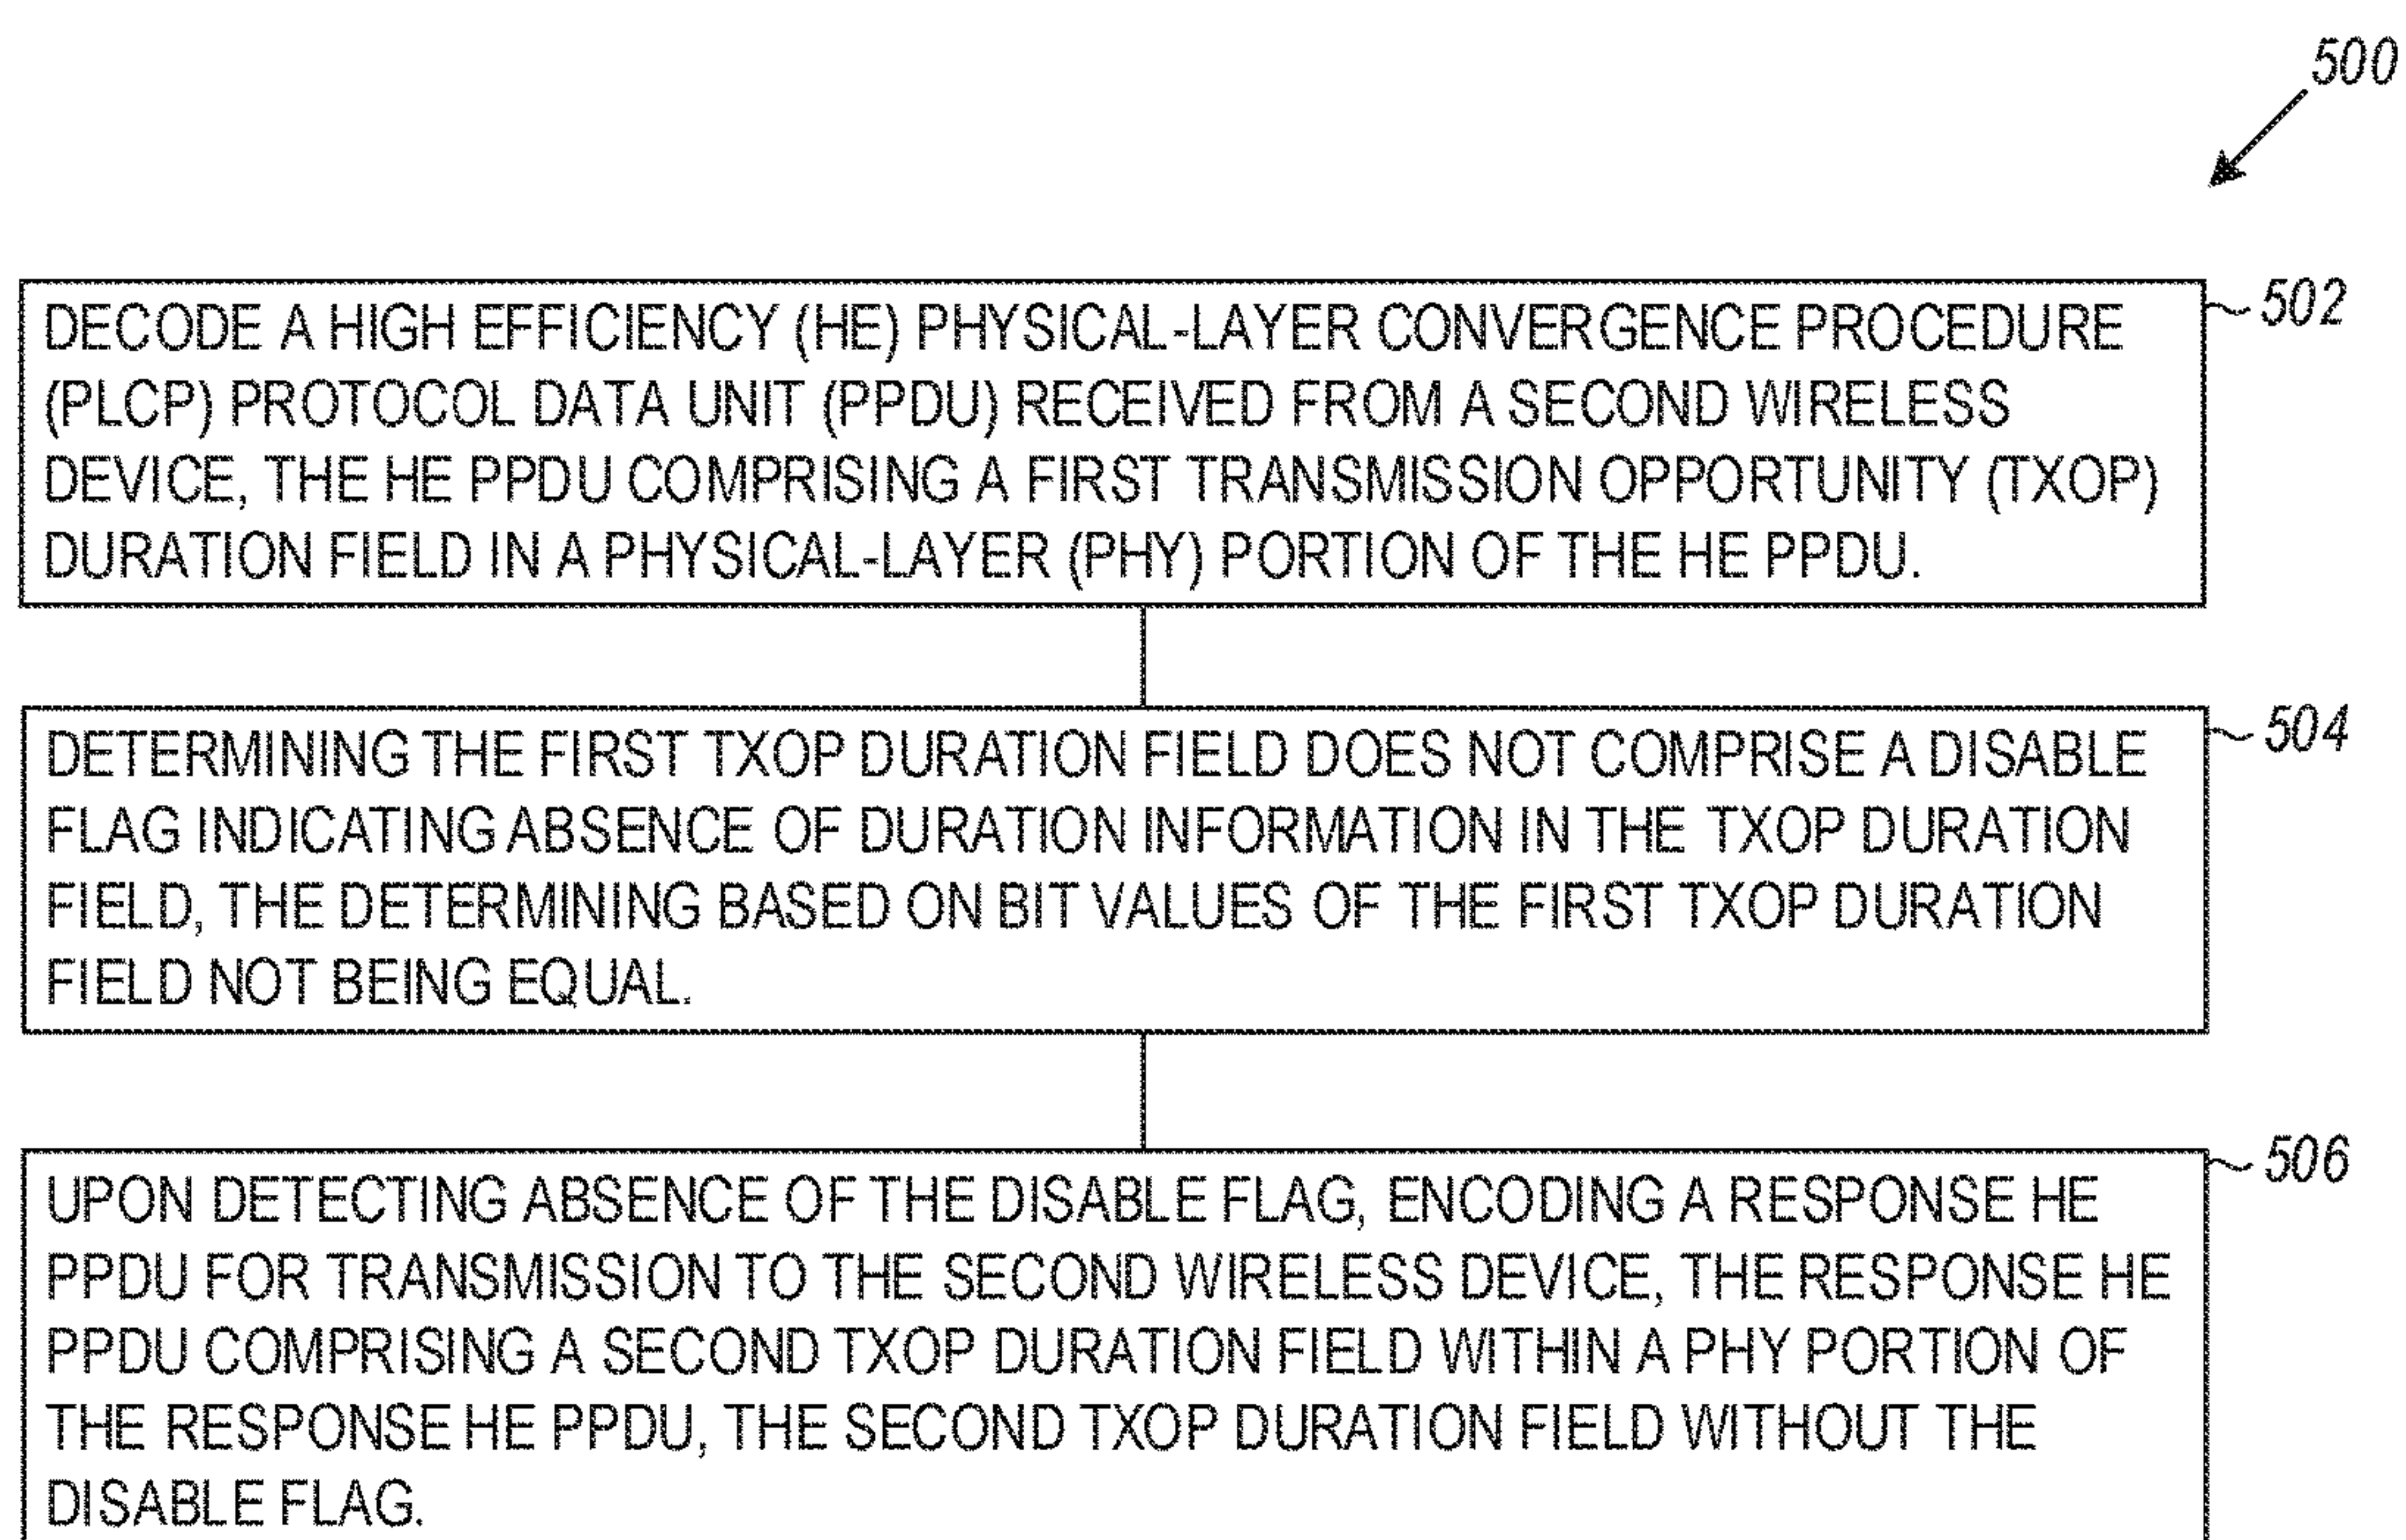 500
DECODE A HIGH EFFICIENCY (HE) PHYSICAL-LAYER CONVERGENCE PROCEDURE
502
(PLCP) PROTOCOL DATA UNIT (PPDU) RECEIVED FROM A SECOND WIRELESS
DEVICE, THE HE PPDU COMPRISING A FIRST TRANSMISSION OPPORTUNITY (TXOP)
DURATION FIELD IN A PHYSICAL-LAYER (PHY) PORTION OF THE HE PPDU.
DETERMINING THE FIRST TXOP DURATION FIELD DOES NOT COMPRISE A DISABLE
504
FLAG INDICATING ABSENCE OF DURATION INFORMATION IN THE TXOP DURATION
FIELD, THE DETERMINING BASED ON BIT VALUES OF THE FIRST TXOP DURATION
FIELD NOT BEING EQUAL.
UPON DETECTING ABSENCE OF THE DISABLE FLAG, ENCODING A RESPONSE HE
506
PPDU FOR TRANSMISSION TO THE SECOND WIRELESS DEVICE, THE RESPONSE HE
PPDU COMPRISING A SECOND TXOP DURATION FIELD WITHIN A PHY PORTION OF
THE RESPONSE HE PPDU, THE SECOND TXOP DURATION FIELD WITHOUT THE
DISABLE FLAG.